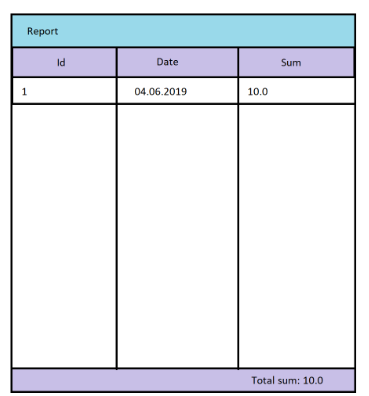 Report
Id Date Sum
1 04.06.2019 10.0
Total sum: 10.0